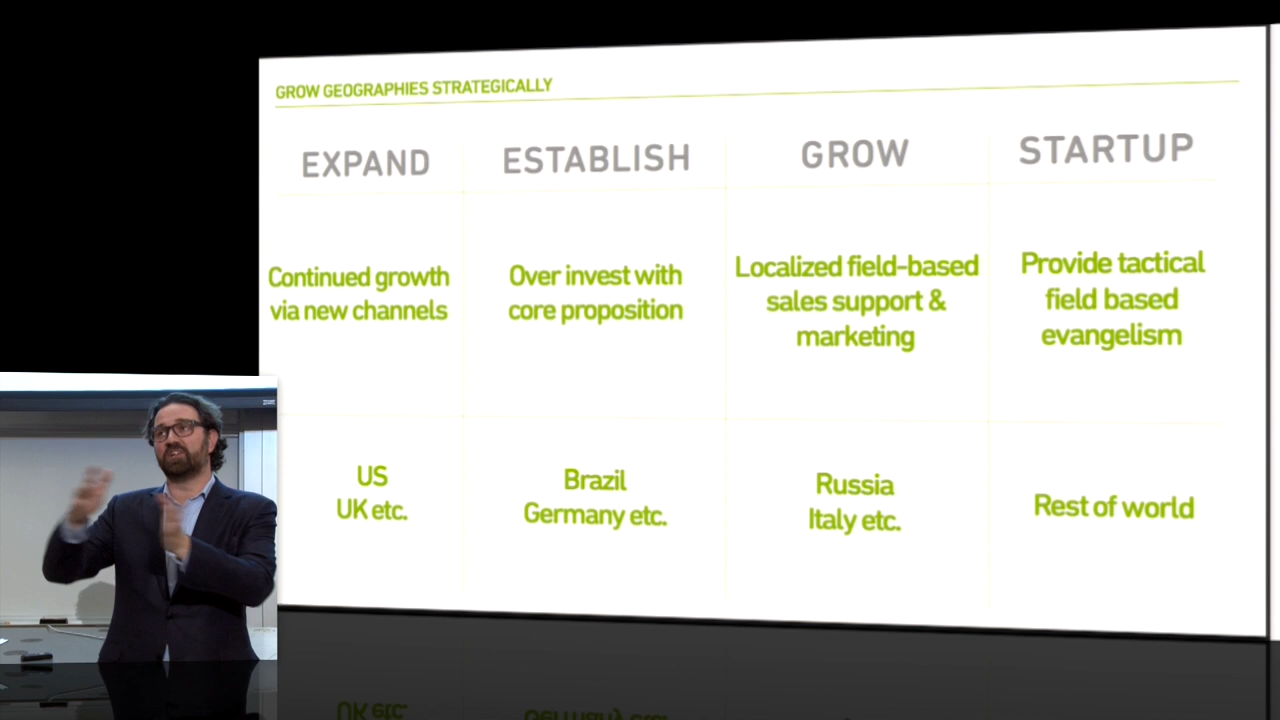 GROW GEOGRAPHIES STRATEGICALLY
EXPAND
ESTABLISH
GROW
STARTUP
Continued growth
via new channels
Over invest with
core proposition
Localized field-based
sales support &
marketing
Provide tactical
field based
evangelism
US
UK etc.
Brazil
Germany etc.
Russia
Italy etc.
Rest of world